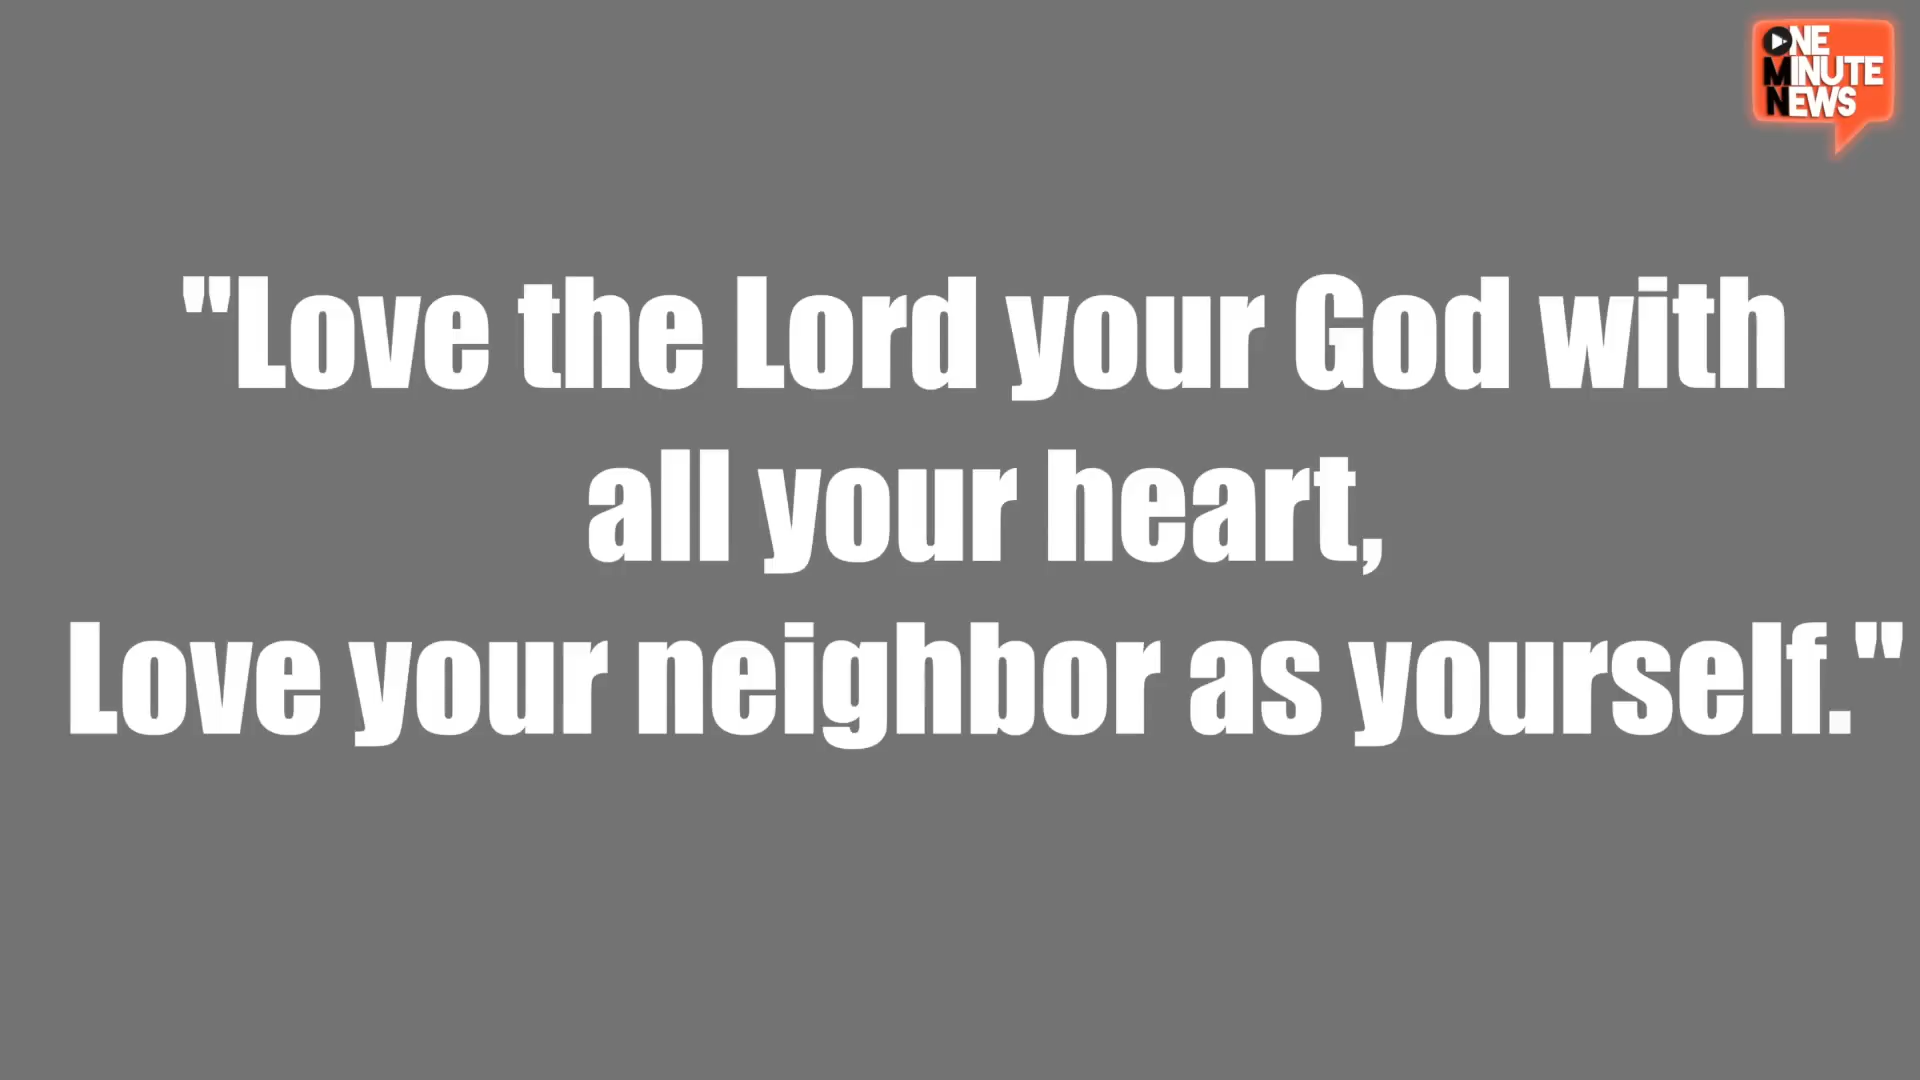 ONE
MINUTE
NEWS
"Love the Lord your God with
all your heart,
Love your neighbor as yourself."